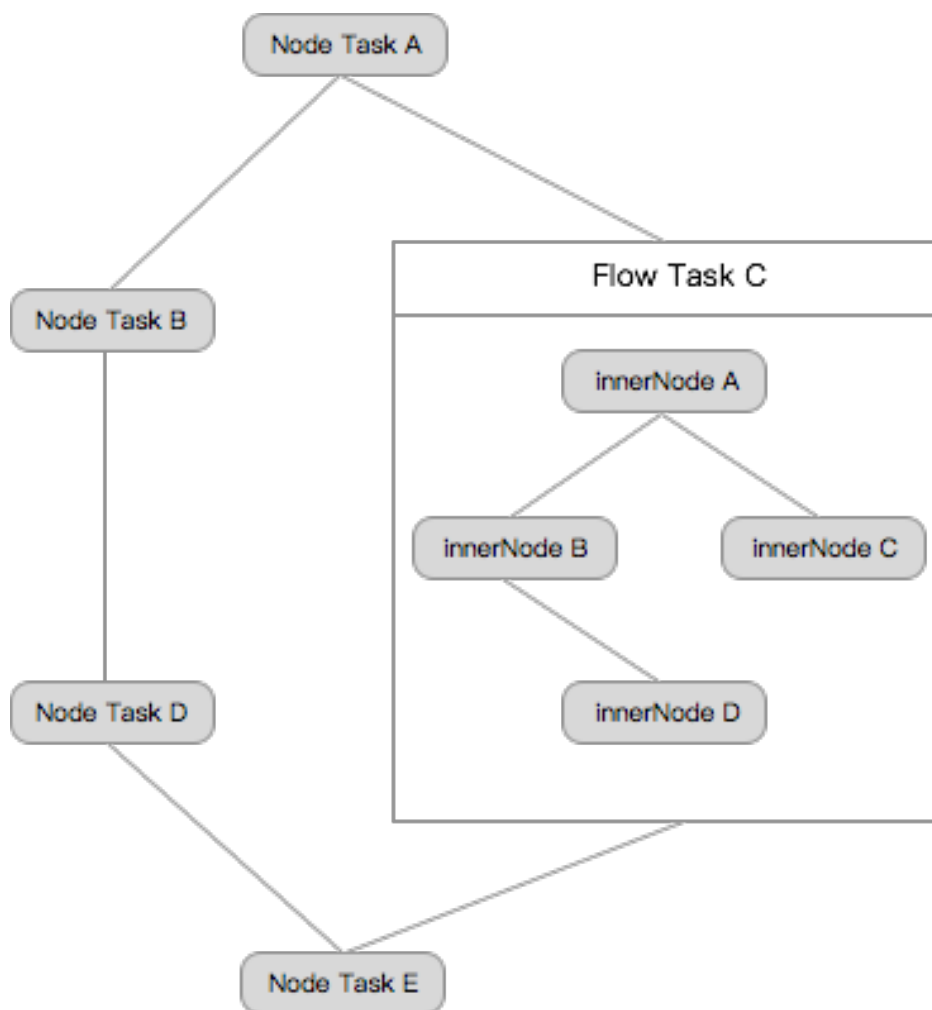 Node Task A
Flow Task C
Node Task B
innerNode A
innerNode B
innerNode C
Node Task D
innerNode D
Node Task E